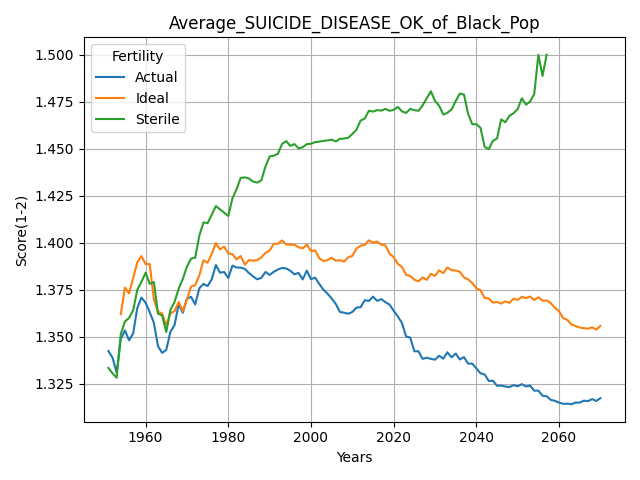 Average_SUICIDE_DISEASE_OK_of_Black_Pop
Fertility
Actual
Ideal
Sterile
Score(1-2)
1.500
1.475
1.450
1.425
1.400
1.375
1.350
1.325
1960
1980
2000
2020
2040
2060
Years